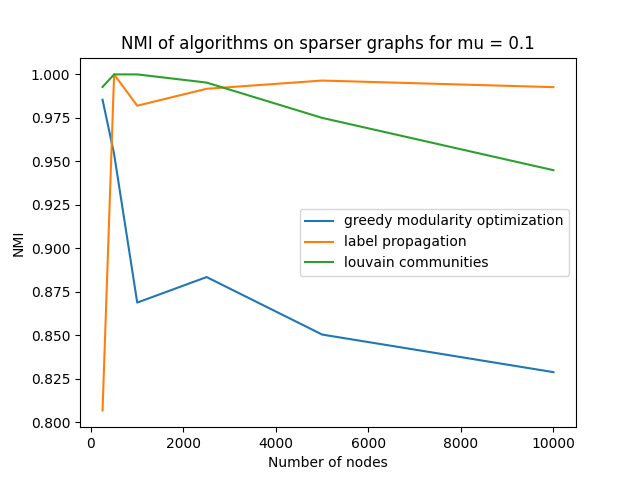 NMI of algorithms on sparser graphs for mu = 0.1
1.000
0.975
0.950
0.925
0.900
0.875
0.850
0.825
0.800
NMI
greedy modularity optimization
label propagation
louvain communities
0 2000 4000 6000 8000 10000
Number of nodes